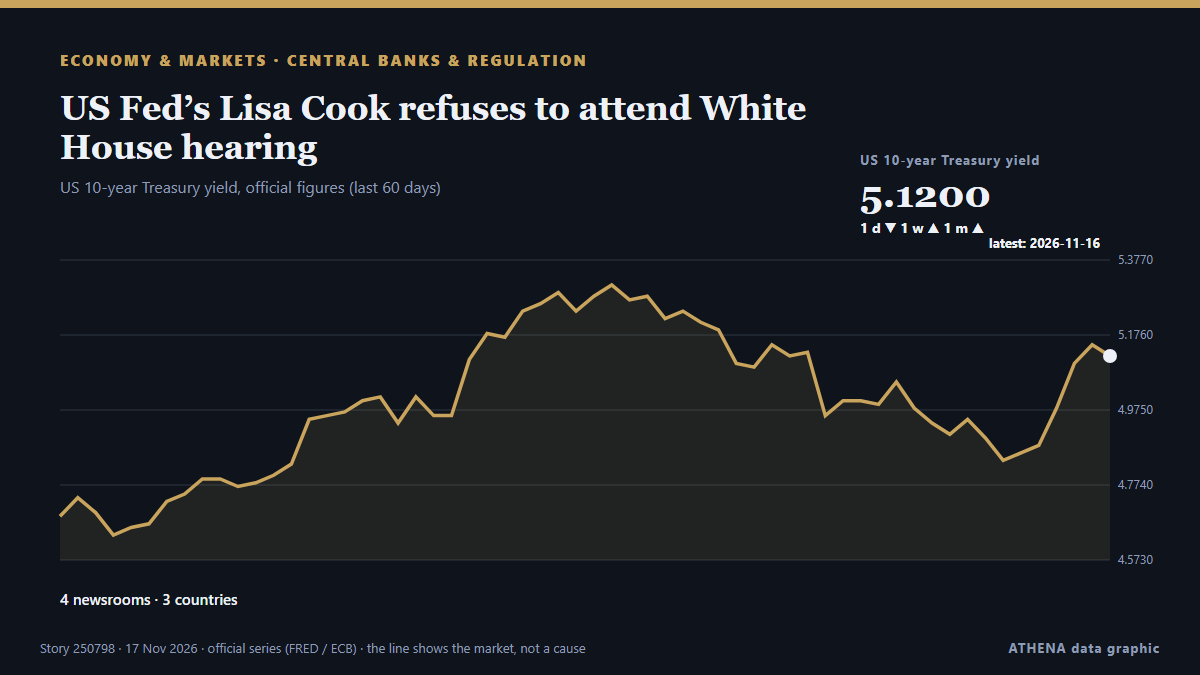 ECONOMY & MARKETS · CENTRAL BANKS & REGULATION
US Fed’s Lisa Cook refuses to attend White
House hearing
US 10-year Treasury yield, official figures (last 60 days)
US 10-year Treasury yield
5.1200
1 d ▼ 1 w ▲ 1 m ▲
latest: 2026-11-16
5.3770
5.1760
4.9750
4.7740
4.5730
4 newsrooms · 3 countries
Story 250798 · 17 Nov 2026 · official series (FRED / ECB) · the line shows the market, not a cause
ATHENA data graphic